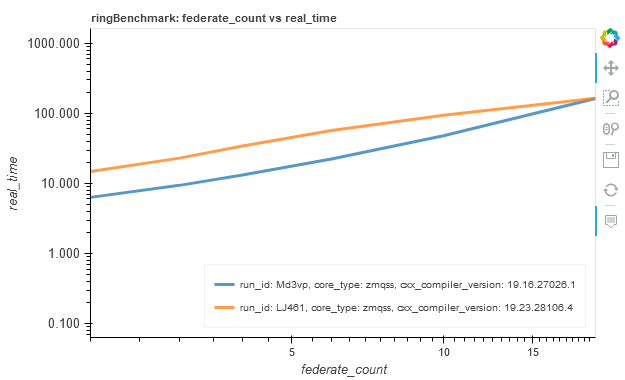 ringBenchmark: federate_count vs real_time
1000.000
100.000
10.000
1.000
0.100
real_time
run_id: Md3vp, core_type: zmqss, cxx_compiler_version: 19.16.27026.1
run_id: LJ461, core_type: zmqss, cxx_compiler_version: 19.23.28106.4
5
10
15
federate_count